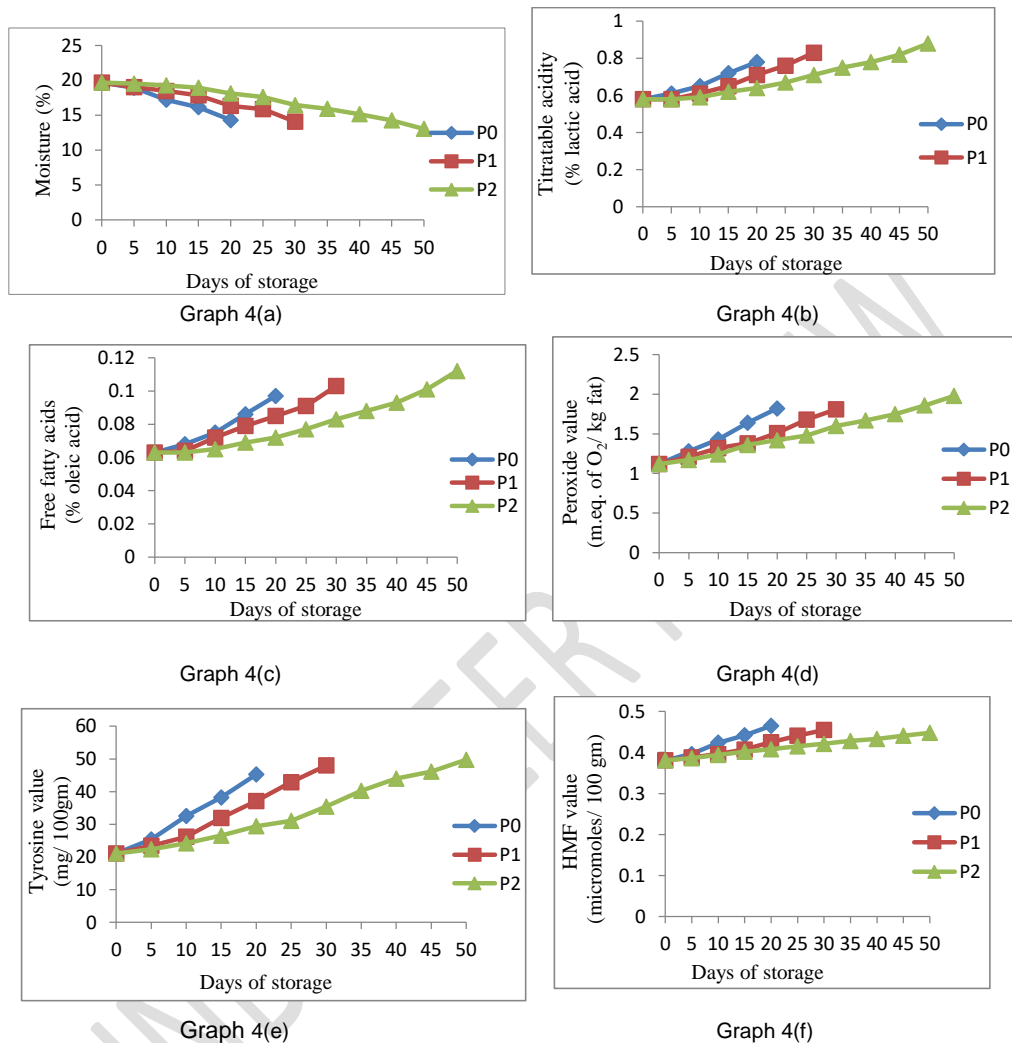 25
20
15
10
5
0
Moisture (%)
0 5 10 15 20 25 30 35 40 45 50
Days of storage
P0
P1
P2
Graph 4(a)
1
0.8
0.6
0.4
0.2
0
Titratable acidity
(% lactic acid)
0 5 10 15 20 25 30 35 40 45 50
Days of storage
P0
P1
Graph 4(b)
0.12
0.1
0.08
0.06
0.04
0.02
0
Free fatty acids
(% oleic acid)
0 5 10 15 20 25 30 35 40 45 50
Days of storage
P0
P1
P2
Graph 4(c)
2.5
2
1.5
1
0.5
0
Peroxide value
(m.eq. of O₂/ kg fat)
0 5 10 15 20 25 30 35 40 45 50
Days of storage
P0
P1
P2
Graph 4(d)
60
50
40
30
20
10
0
Tyrosine value
(mg/ 100gm)
0 5 10 15 20 25 30 35 40 45 50
Days of storage
P0
P1
P2
Graph 4(e)
0.5
0.4
0.3
0.2
0.1
0
HMF value
(micromoles/ 100 gm)
0 5 10 15 20 25 30 35 40 45 50
Days of storage
P0
P1
P2
Graph 4(f)